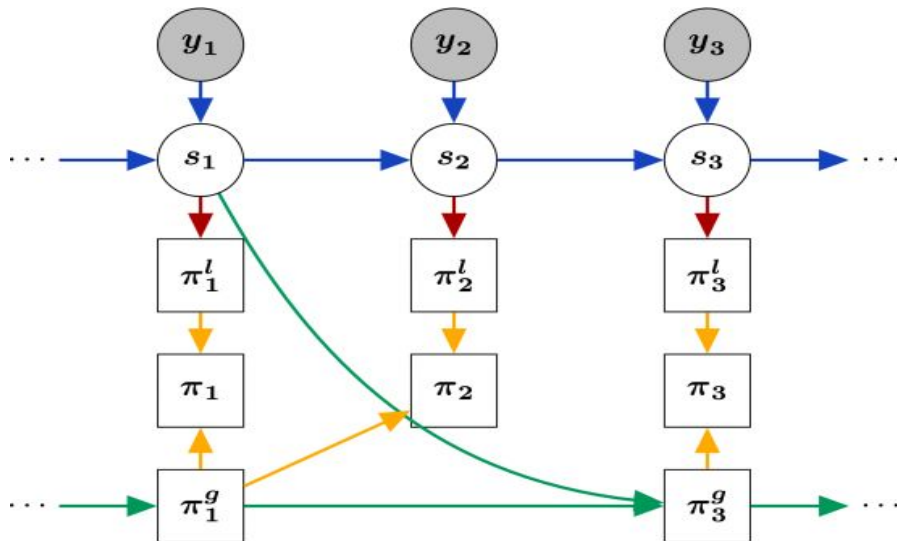 y₁ y₂ y₃
... s₁ s₂ s₃ ...
π₁ˡ π₂ˡ π₃ˡ
π₁ π₂ π₃
... π₁ᵍ π₃ᵍ ...